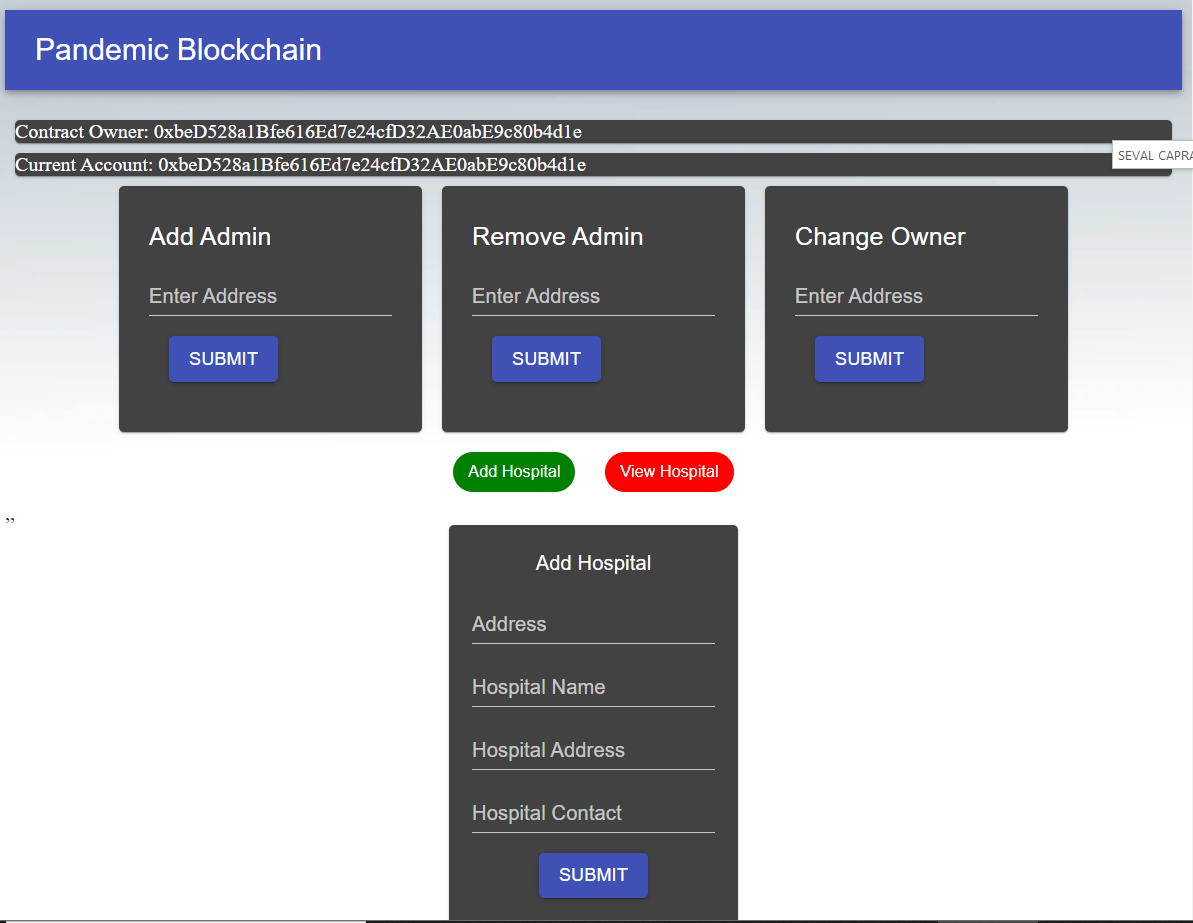 Pandemic Blockchain
Contract Owner: 0xbeD528a1Bfe616Ed7e24cfD32AE0abE9c80b4d1e
Current Account: 0xbeD528a1Bfe616Ed7e24cfD32AE0abE9c80b4d1e
SEVAL CAPRA
Add Admin
Enter Address
SUBMIT
Remove Admin
Enter Address
SUBMIT
Change Owner
Enter Address
SUBMIT
Add Hospital
View Hospital
,,
Add Hospital
Address
Hospital Name
Hospital Address
Hospital Contact
SUBMIT